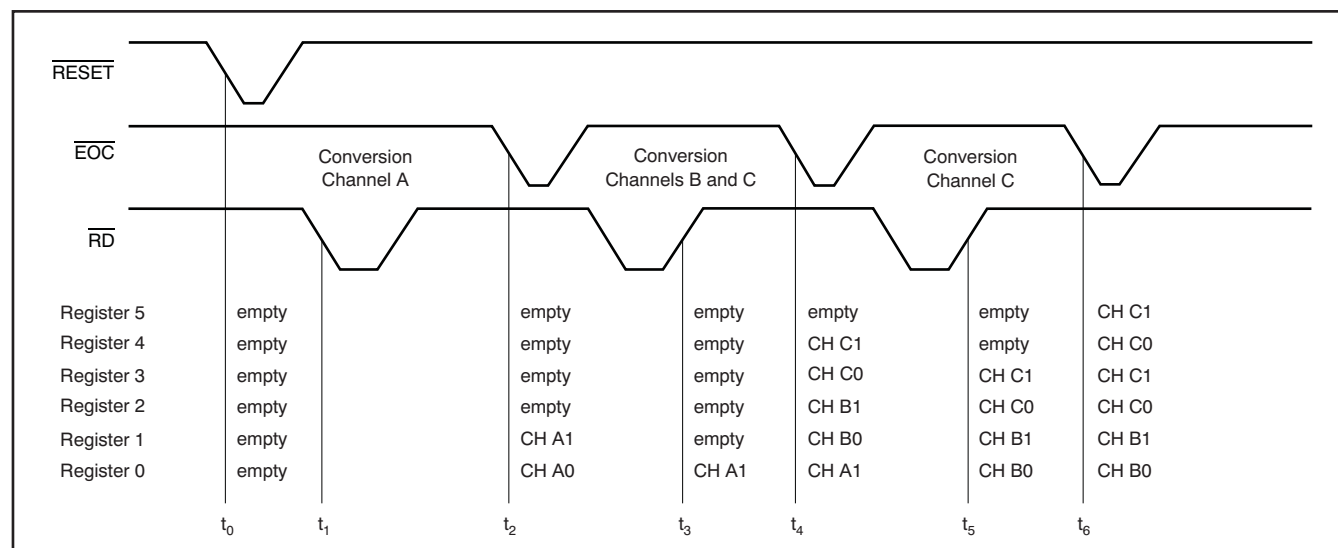 RESET
EOC
Conversion
Channel A
Conversion
Channels B and C
Conversion
Channel C
RD
Register 5 empty empty empty empty empty CH C1
Register 4 empty empty empty CH C1 empty CH C0
Register 3 empty empty empty CH C0 CH C1 CH C1
Register 2 empty empty empty CH B1 CH C0 CH C0
Register 1 empty CH A1 empty CH B0 CH B1 CH B1
Register 0 empty CH A0 CH A1 CH A1 CH B0 CH B0
t0 t1 t2 t3 t4 t5 t6